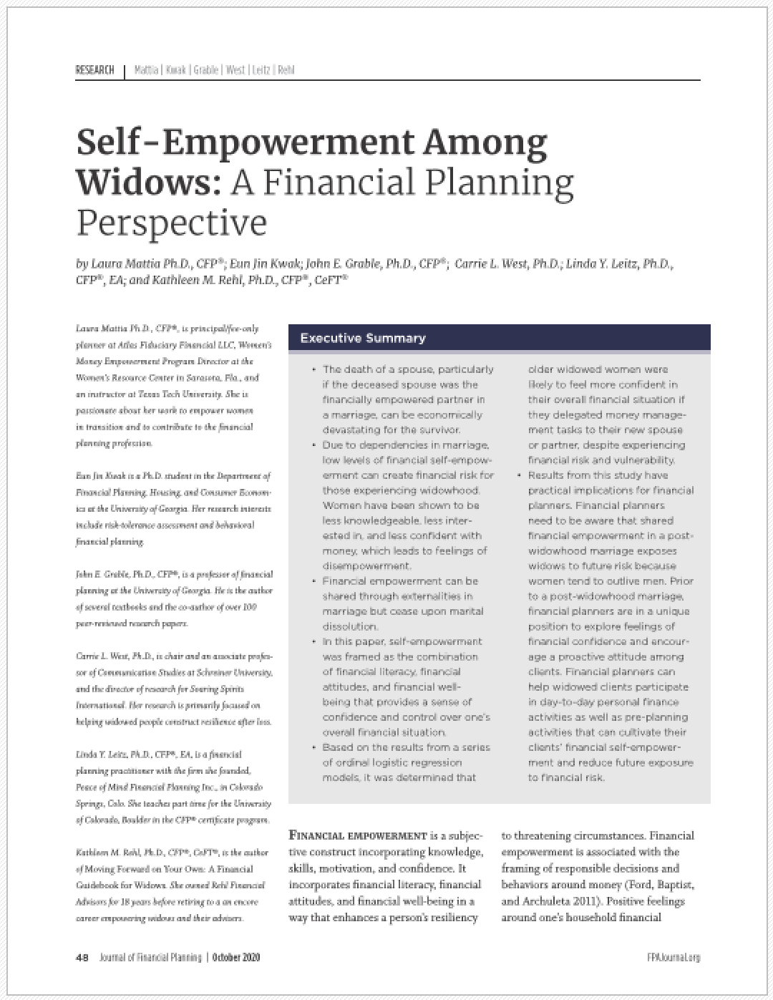 RESEARCH | Mattia | Kwak | Grable | West | Leitz | Rehl
Self-Empowerment Among
Widows: A Financial Planning
Perspective
by Laura Mattia Ph.D., CFP®; Eun Jin Kwak; John E. Grable, Ph.D., CFP®; Carrie L. West, Ph.D.; Linda Y. Leitz, Ph.D.,
CFP®, EA; and Kathleen M. Rehl, Ph.D., CFP®, CeFT®
Laura Mattia Ph.D., CFP®, is principal/fee-only
planner at Atlas Fiduciary Financial LLC, Women's
Money Empowerment Program Director at the
Women's Resource Center in Sarasota, Fla., and
an instructor at Texas Tech University. She is
passionate about her work to empower women
in transition and to contribute to the financial
planning profession.
Eun Jin Kwak is a Ph.D. student in the Department of
Financial Planning, Housing, and Consumer Econom-
ics at the University of Georgia. Her research interests
include risk-tolerance assessment and behavioral
financial planning.
John E. Grable, Ph.D., CFP®, is a professor of financial
planning at the University of Georgia. He is the author
of several textbooks and the co-author of over 100
peer-reviewed research papers.
Carrie L. West, Ph.D., is chair and an associate profes-
sor of Communication Studies at Schreiner University,
and the director of research for Soaring Spirits
International. Her research is primarily focused on
helping widowed people construct resilience after loss.
Linda Y. Leitz, Ph.D., CFP®, EA, is a financial
planning practitioner with the firm she founded,
Peace of Mind Financial Planning Inc., in Colorado
Springs, Colo. She teaches part time for the University
of Colorado, Boulder in the CFP® certificate program.
Kathleen M. Rehl, Ph.D., CFP®, CeFT®, is the author
of Moving Forward on Your Own: A Financial
Guidebook for Widows. She owned Rehl Financial
Advisors for 18 years before retiring to a an encore
career empowering widows and their advisers.
Executive Summary
• The death of a spouse, particularly
if the deceased spouse was the
financially empowered partner in
a marriage, can be economically
devastating for the survivor.
• Due to dependencies in marriage,
low levels of financial self-empow-
erment can create financial risk for
those experiencing widowhood.
Women have been shown to be
less knowledgeable, less inter-
ested in, and less confident with
money, which leads to feelings of
disempowerment.
• Financial empowerment can be
shared through externalities in
marriage but cease upon marital
dissolution.
• In this paper, self-empowerment
was framed as the combination
of financial literacy, financial
attitudes, and financial well-
being that provides a sense of
confidence and control over one's
overall financial situation.
• Based on the results from a series
of ordinal logistic regression
models, it was determined that
older widowed women were
likely to feel more confident in
their overall financial situation if
they delegated money manage-
ment tasks to their new spouse
or partner, despite experiencing
financial risk and vulnerability.
• Results from this study have
practical implications for financial
planners. Financial planners
need to be aware that shared
financial empowerment in a post-
widowhood marriage exposes
widows to future risk because
women tend to outlive men. Prior
to a post-widowhood marriage,
financial planners are in a unique
position to explore feelings of
financial confidence and encour-
age a proactive attitude among
clients. Financial planners can
help widowed clients participate
in day-to-day personal finance
activities as well as pre-planning
activities that can cultivate their
clients' financial self-empower-
ment and reduce future exposure
to financial risk.
FINANCIAL EMPOWERMENT is a subjec-
tive construct incorporating knowledge,
skills, motivation, and confidence. It
incorporates financial literacy, financial
attitudes, and financial well-being in a
way that enhances a person's resiliency
to threatening circumstances. Financial
empowerment is associated with the
framing of responsible decisions and
behaviors around money (Ford, Baptist,
and Archuleta 2011). Positive feelings
around one's household financial
48 Journal of Financial Planning | October 2020
FPAJournal.org